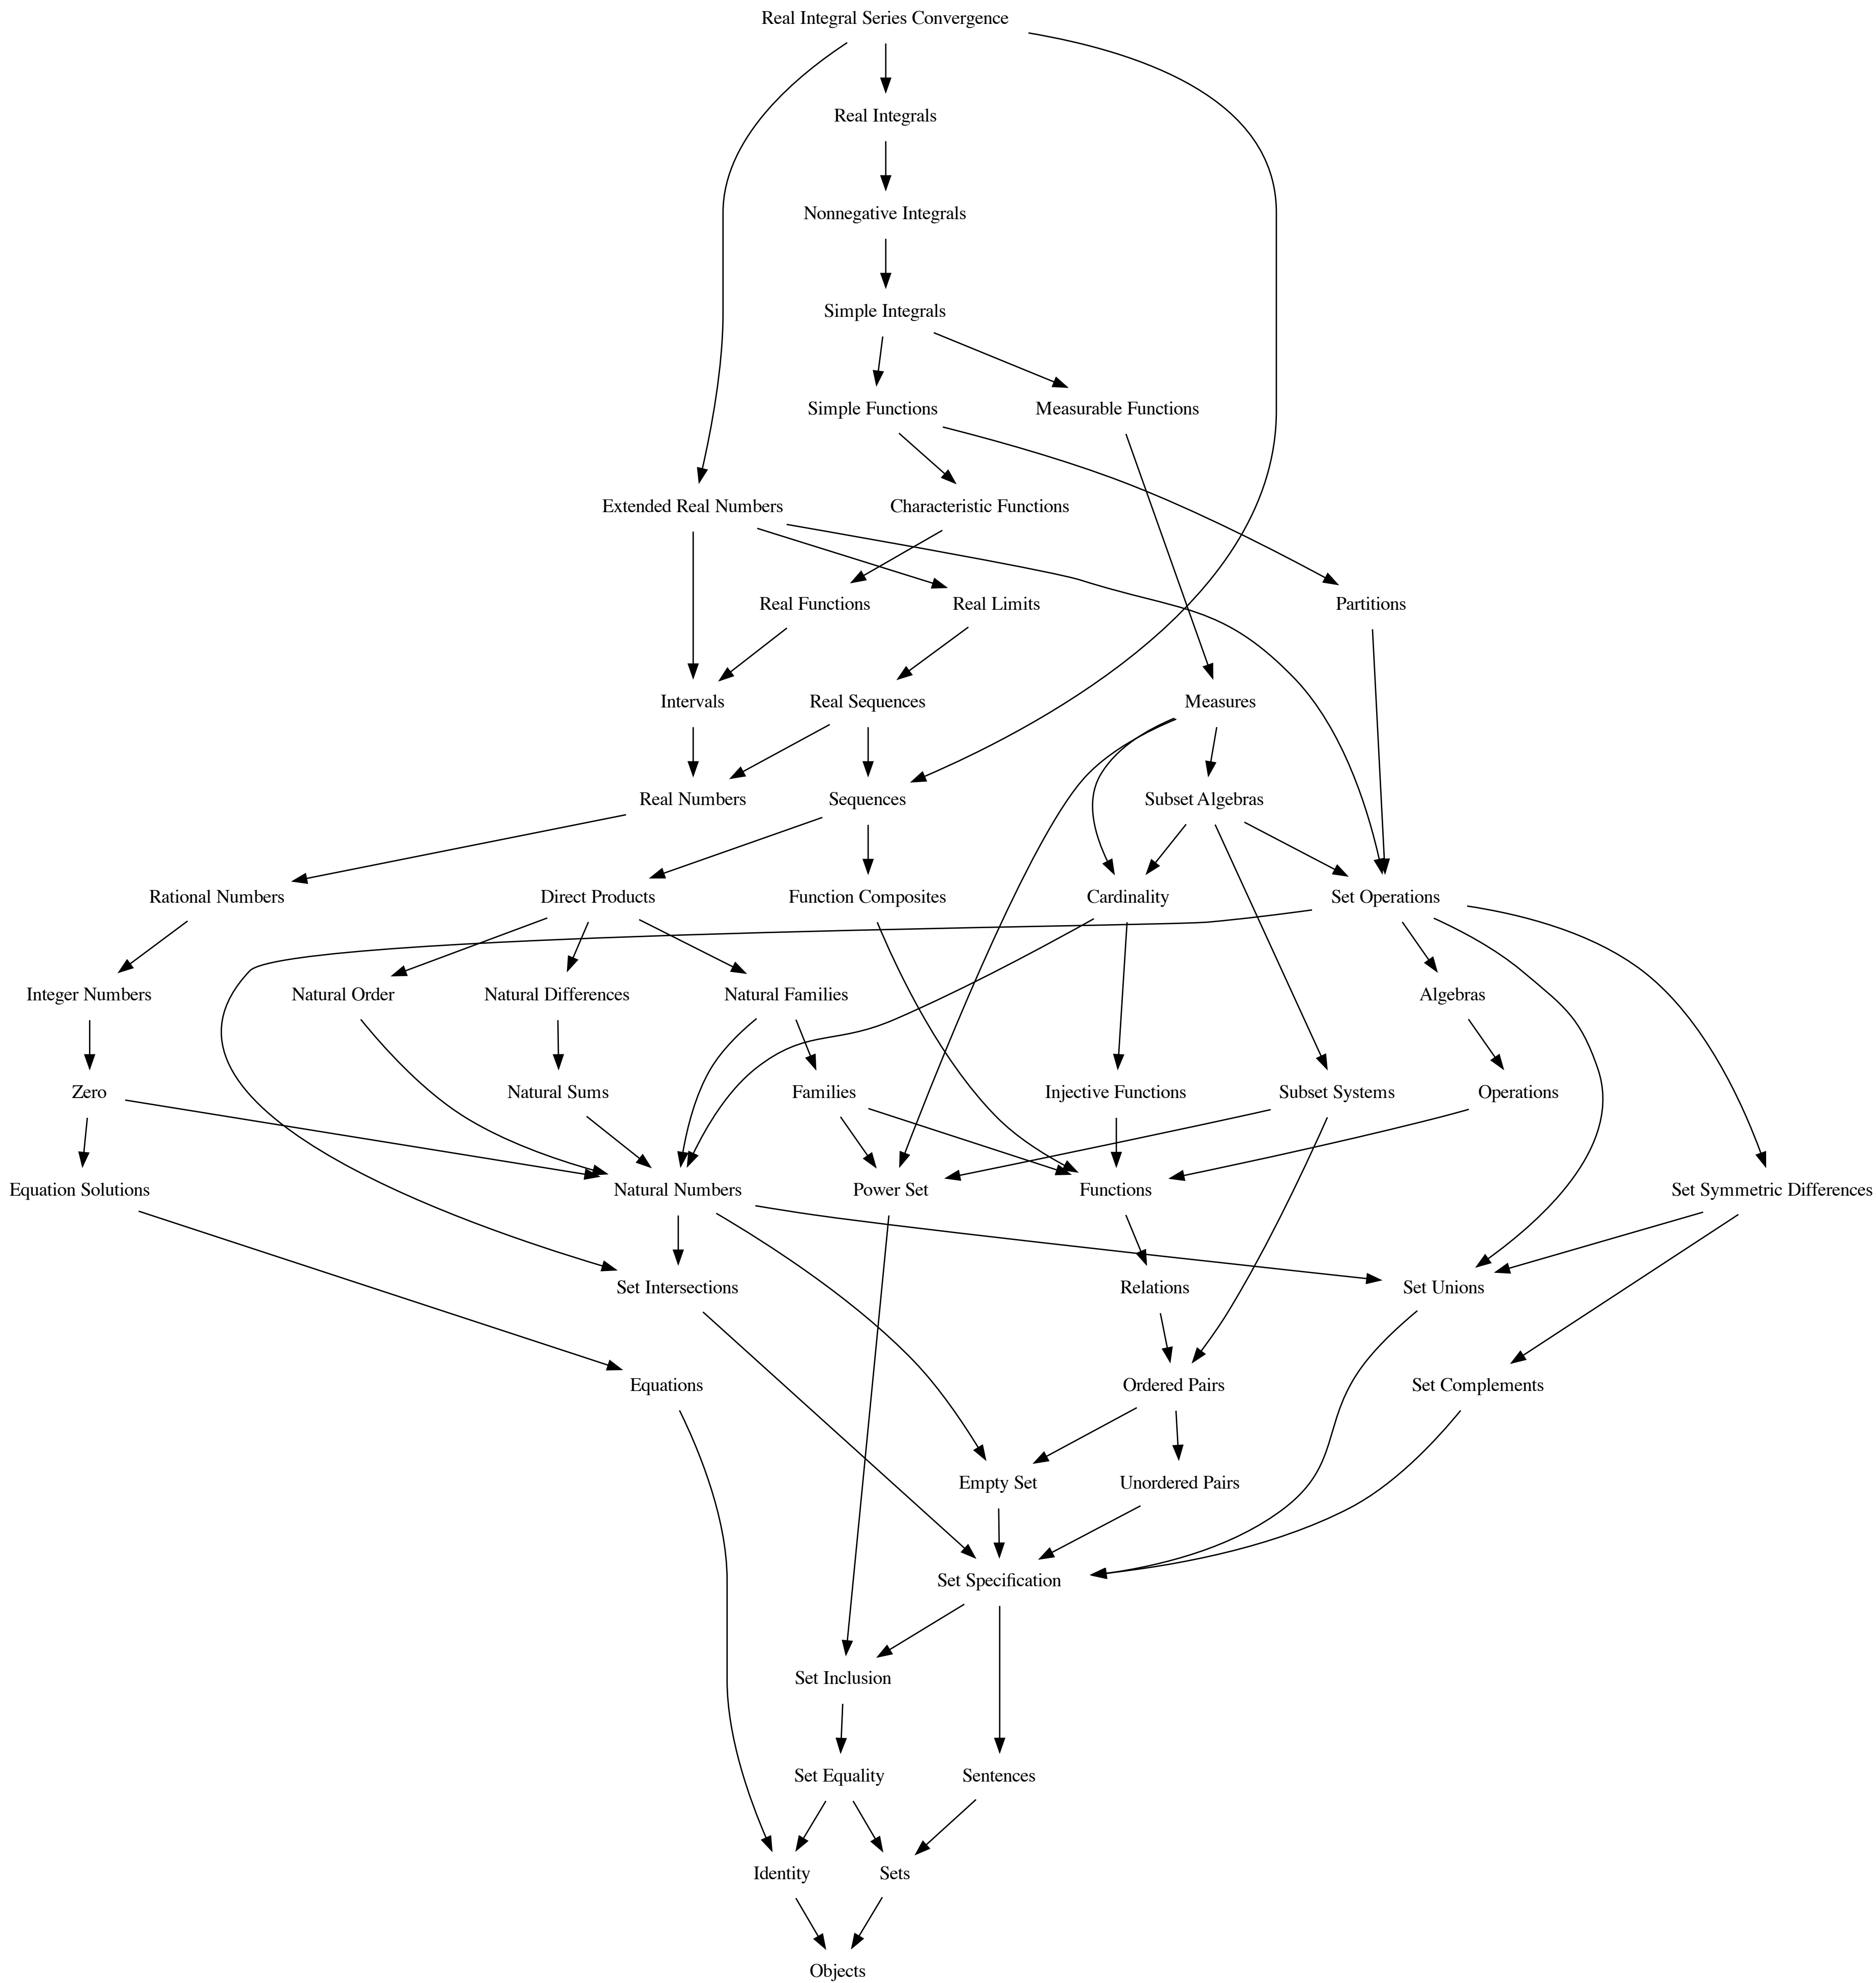 Real Integral Series Convergence
Real Integrals
Nonnegative Integrals
Simple Integrals
Simple Functions
Measurable Functions
Extended Real Numbers
Characteristic Functions
Real Functions
Real Limits
Partitions
Intervals
Real Sequences
Measures
Real Numbers
Sequences
Subset Algebras
Rational Numbers
Direct Products
Function Composites
Cardinality
Set Operations
Integer Numbers
Natural Order
Natural Differences
Natural Families
Algebras
Zero
Natural Sums
Families
Injective Functions
Subset Systems
Operations
Equation Solutions
Natural Numbers
Power Set
Functions
Set Symmetric Differences
Set Intersections
Relations
Set Unions
Equations
Ordered Pairs
Set Complements
Empty Set
Unordered Pairs
Set Specification
Set Inclusion
Set Equality
Sentences
Identity
Sets
Objects